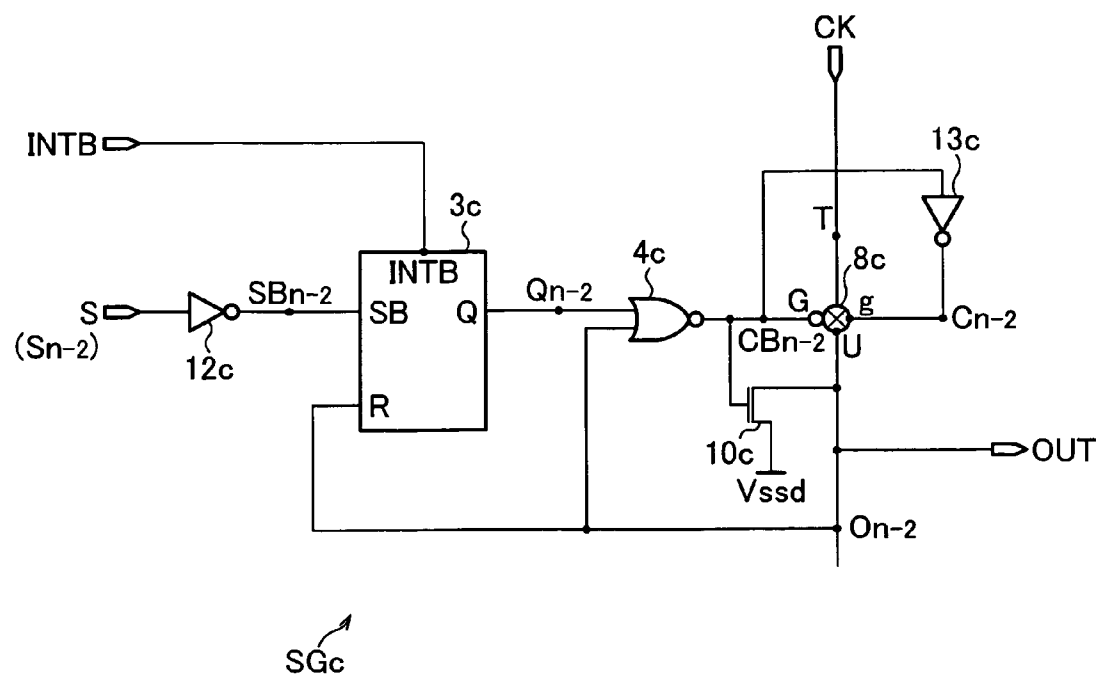 CK
INTB
13c
3c
T
INTB
4c
8c
SBn-2
Qn-2
G
g
S
SB
Q
Cn-2
(Sn-2)
CBn-2
U
12c
R
10c
OUT
Vssd
On-2
SGc